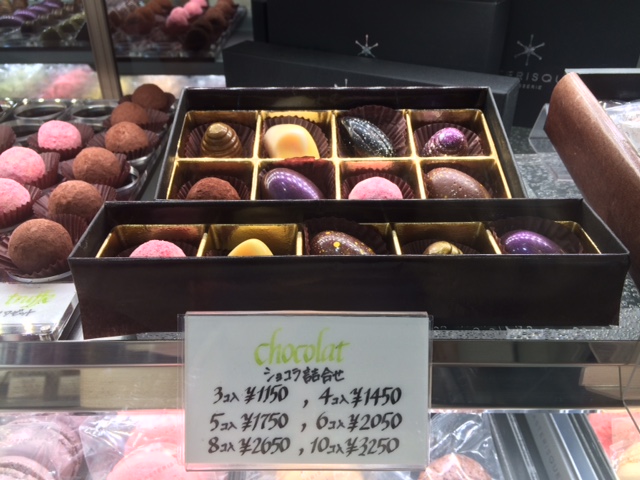 chocolat
ショコラ詰合せ
3コ入 ¥1150 , 4コ入 ¥1450
5コ入 ¥1750 , 6コ入 ¥2050
8コ入 ¥2650 , 10コ入 ¥3250
truffe